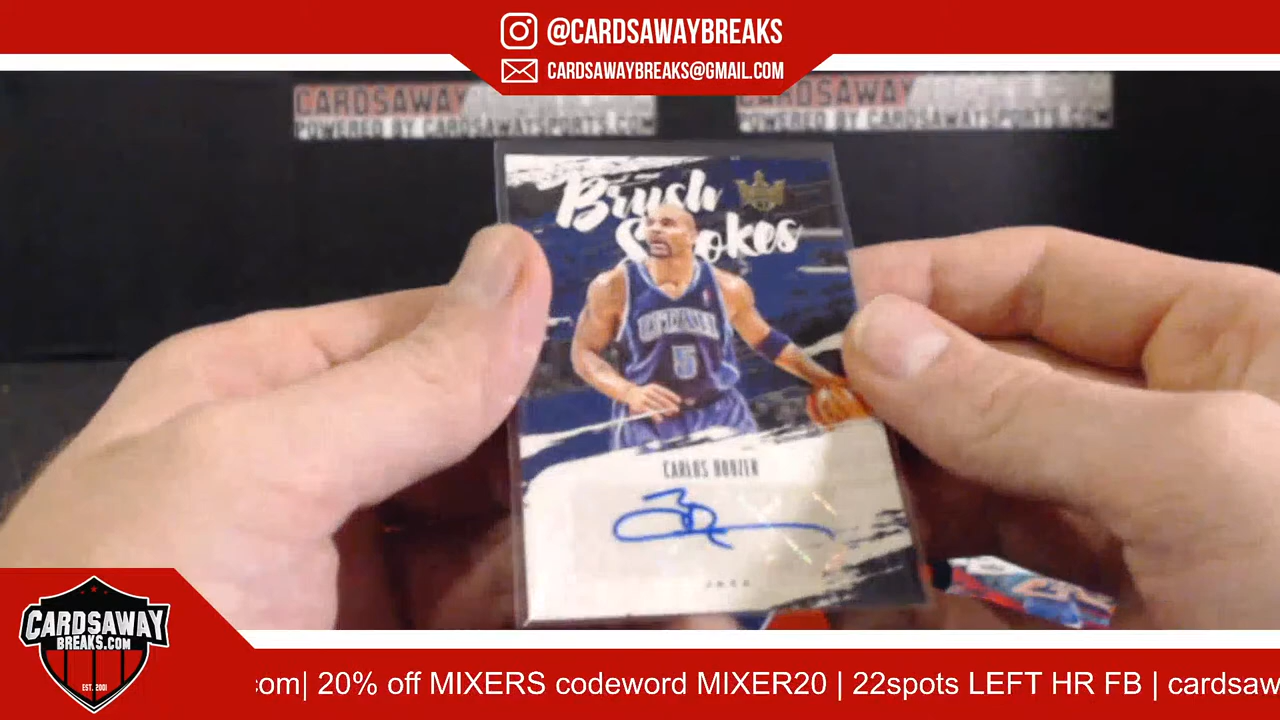 @CARDSAWAYBREAKS
CARDSAWAYBREAKS@GMAIL.COM
CARDSAWAY
POWERED BY CARDSAWAYSPORTS.COM
CARDSAWAY
POWERED BY CARDSAWAYSPORTS.COM
Brush
5
CARLOS BOOZER
JAZZ
CARDSAWAY
BREAKS.COM
EST. 2001
com| 20% off MIXERS codeword MIXER20 | 22spots LEFT HR FB | cardsaw